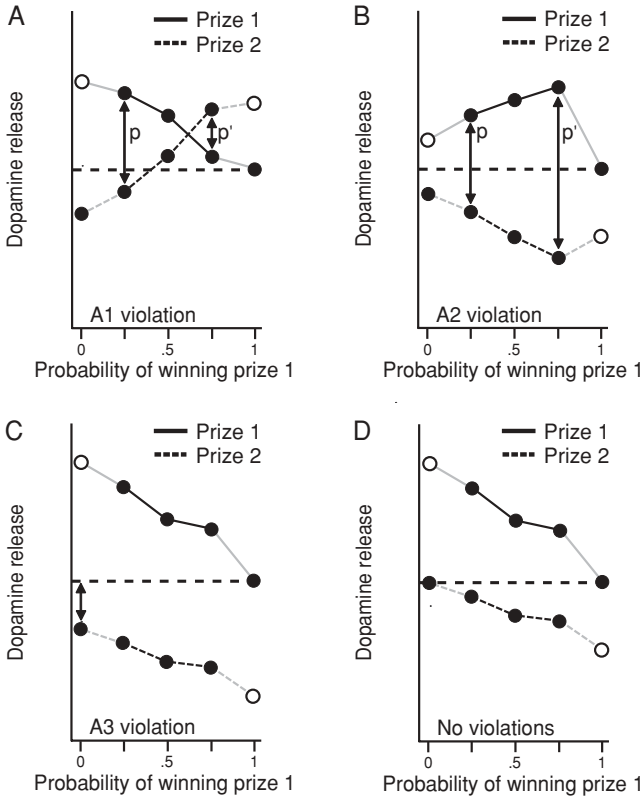 A
Prize 1
Prize 2
Dopamine release
p
p'
A1 violation
0 .5 1
Probability of winning prize 1
B
Prize 1
Prize 2
Dopamine release
p
p'
A2 violation
0 .5 1
Probability of winning prize 1
C
Prize 1
Prize 2
Dopamine release
A3 violation
0 .5 1
Probability of winning prize 1
D
Prize 1
Prize 2
Dopamine release
No violations
0 .5 1
Probability of winning prize 1